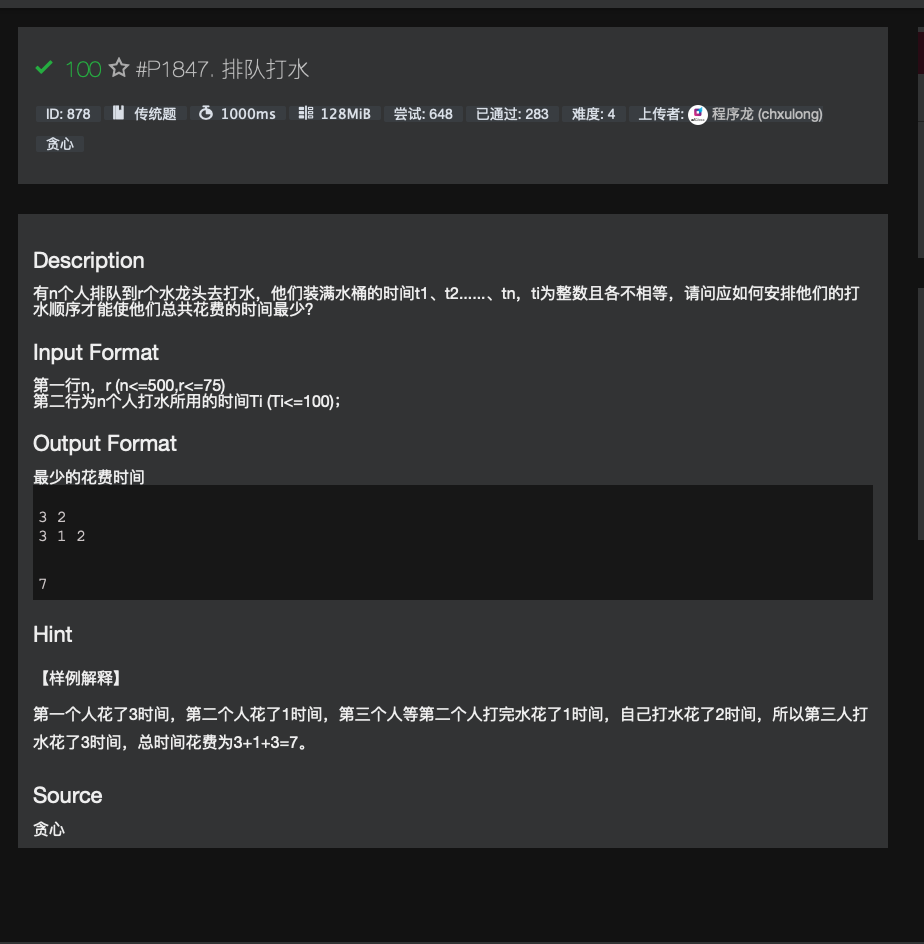 100 #P1847. 排队打水
ID: 878 传统题 1000ms 128MiB 尝试: 648 已通过: 283 难度: 4 上传者: 程序龙 (chxulong)
贪心
Description
有n个人排队到r个水龙头去打水，他们装满水桶的时间t1、t2......、tn，ti为整数且各不相等，请问应如何安排他们的打
水顺序才能使他们总共花费的时间最少?
Input Format
第一行n，r (n<=500,r<=75)
第二行为n个人打水所用的时间Ti (Ti<=100);
Output Format
最少的花费时间
3 2
3 1 2
7
Hint
【样例解释】
第一个人花了3时间，第二个人花了1时间，第三个人等第二个人打完水花了1时间，自己打水花了2时间，所以第三人打
水花了3时间，总时间花费为3+1+3=7。
Source
贪心